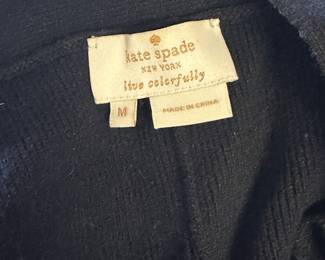 kate spade
NEW YORK
live colorfully
M
MADE IN CHINA